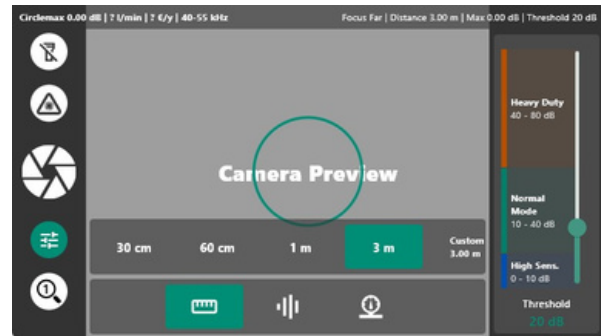 Circlemax 0.00 dB | ? l/min | ? €/y | 40-55 kHz
Focus Far | Distance 3.00 m | Max 0.00 dB | Threshold 20 dB
Heavy Duty
40 - 80 dB
Camera Preview
Normal
Mode
10 - 40 dB
30 cm 60 cm 1 m 3 m
Custom
3.00 m
High Sens.
0 - 10 dB
1
Threshold
20 dB